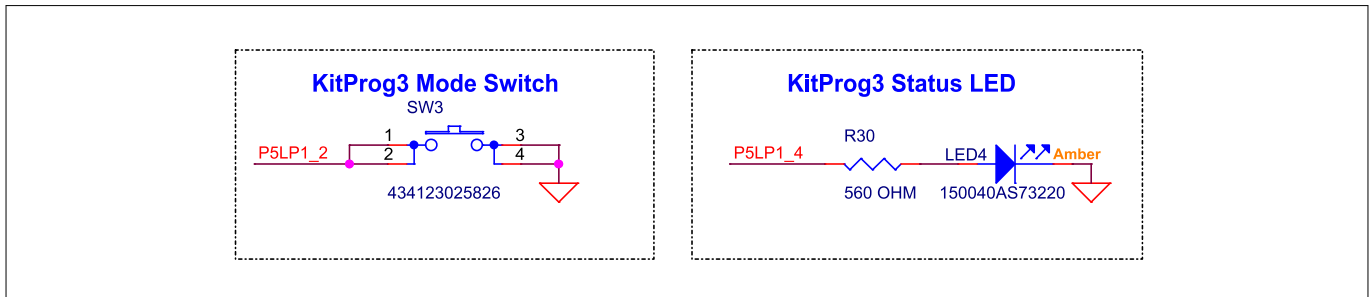 KitProg3 Mode Switch
SW3
1
3
P5LP1_2
2
4
434123025826
KitProg3 Status LED
R30
P5LP1_4
LED4
Amber
560 OHM
150040AS73220